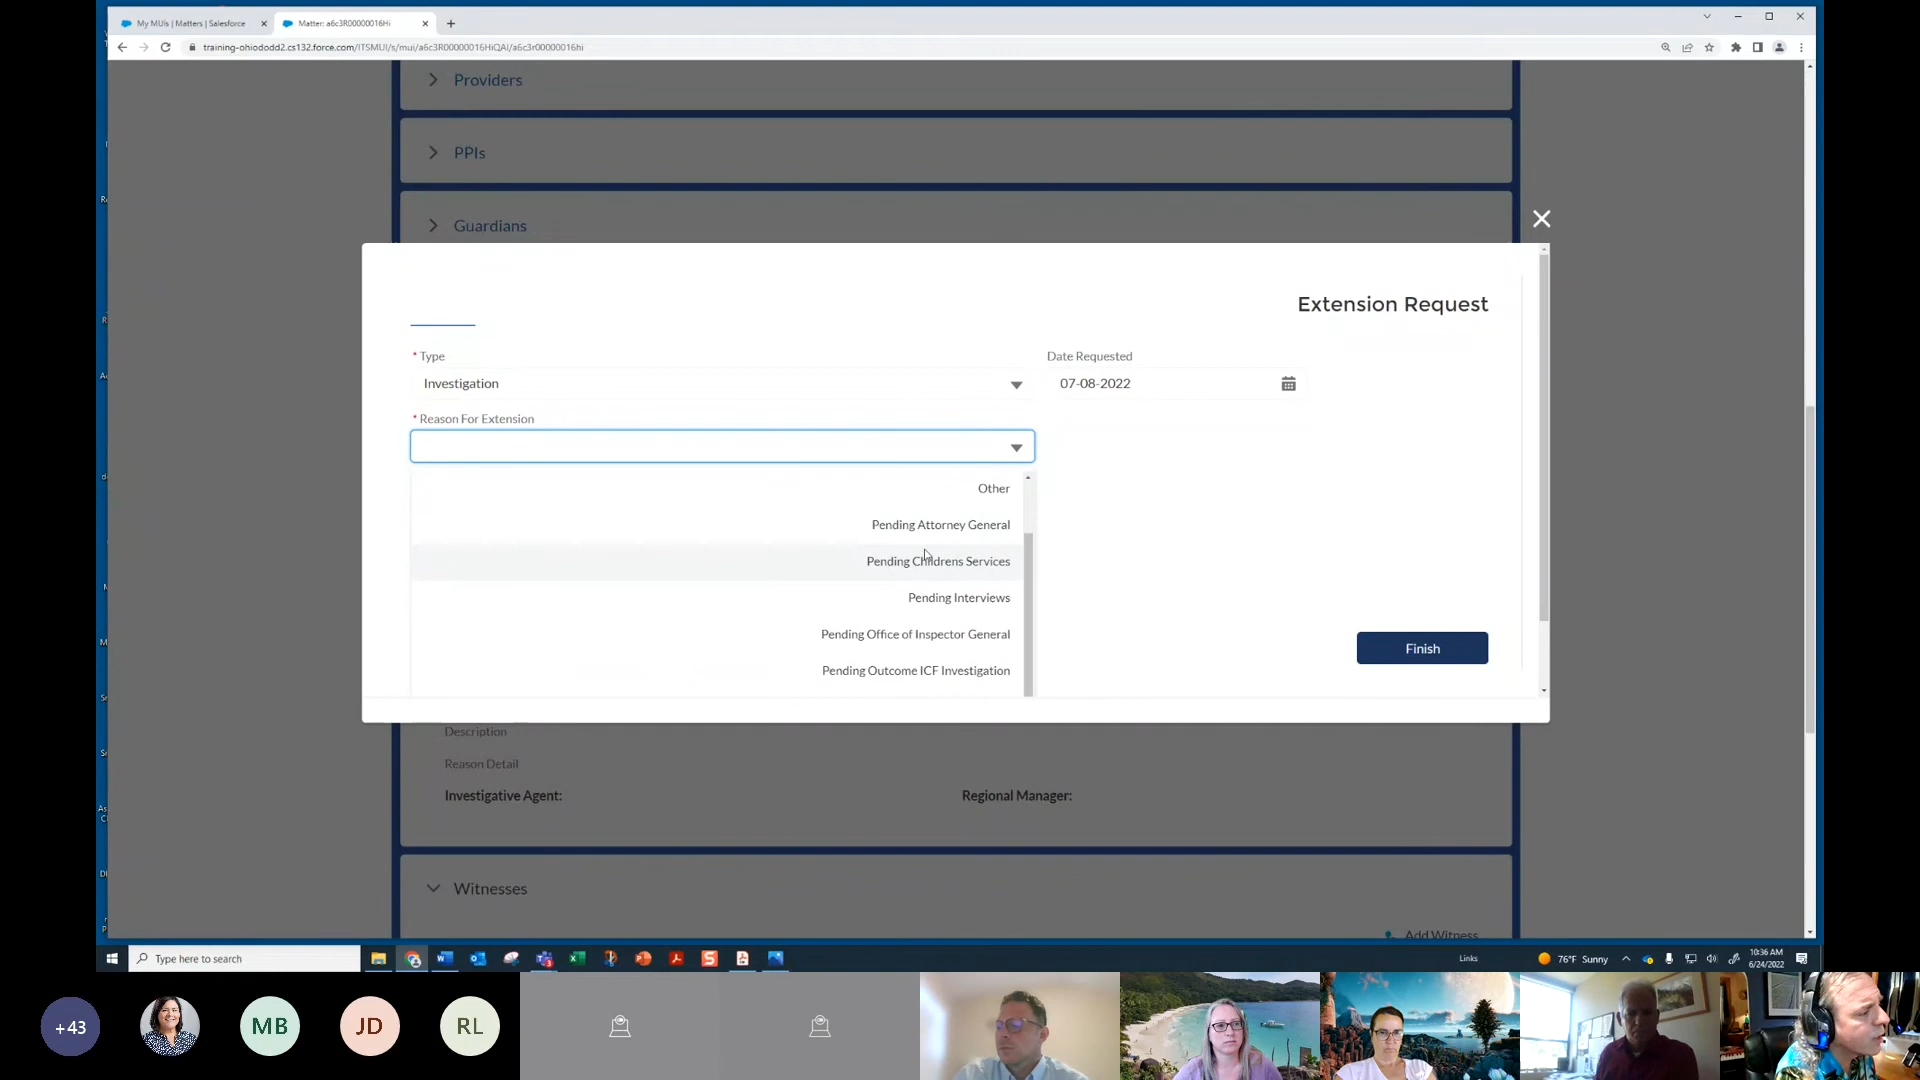 My MUIs | Matters | Salesforce
Matter: a6c3R00000016Hi
training-ohiododd2.cs132.force.com/ITSMUI/s/mui/a6c3R00000016HiQAI/a6c3r00000016hi
Providers
PPIs
Guardians
Extension Request
* Type
Date Requested
Investigation
07-08-2022
* Reason For Extension
Other
Pending Attorney General
Pending Childrens Services
Pending Interviews
Pending Office of Inspector General
Pending Outcome ICF Investigation
Finish
Description
Reason Detail
Investigative Agent:
Regional Manager:
Witnesses
Add Witness
Type here to search
Links
76°F Sunny
10:36 AM
6/24/2022
+43
MB
JD
RL